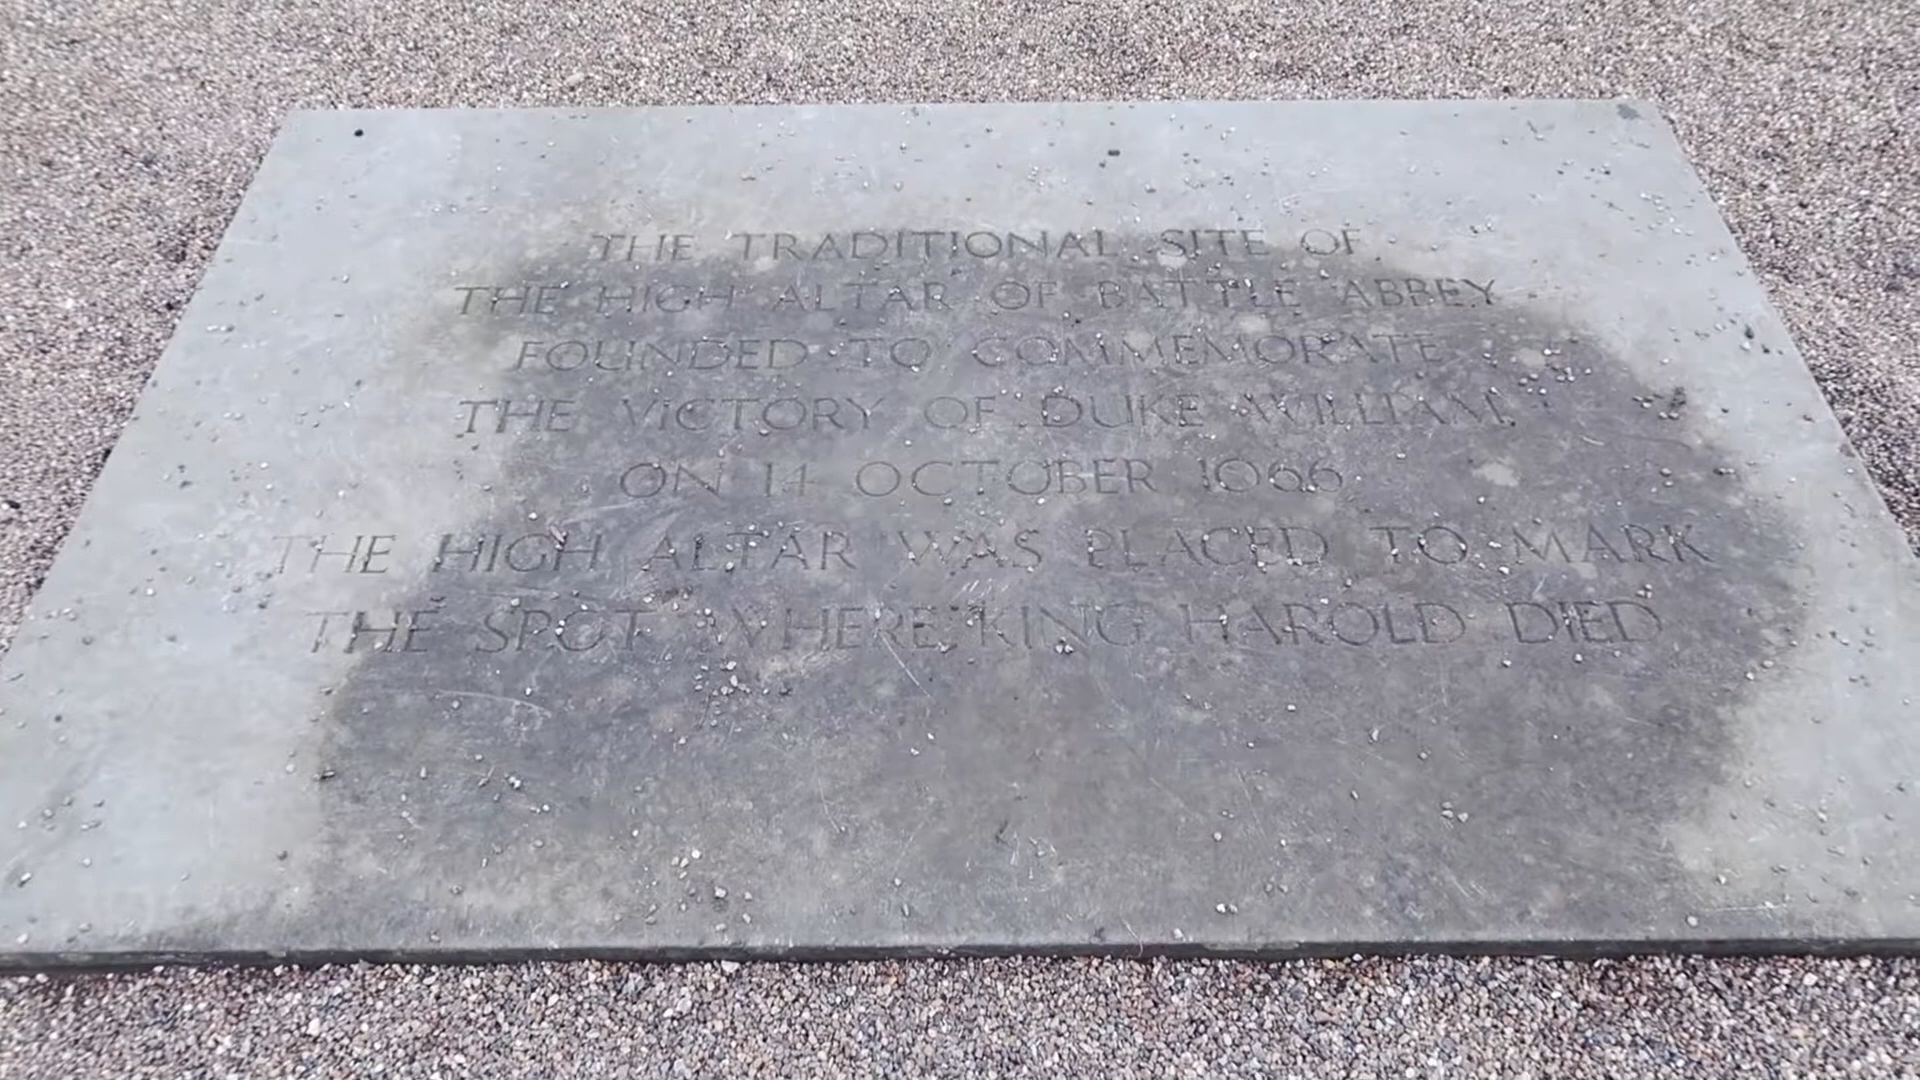 THE TRADITIONAL SITE OF
THE HIGH ALTAR OF BATTLE ABBEY
FOUNDED TO COMMEMORATE
THE VICTORY OF DUKE WILLIAM
ON 14 OCTOBER 1066
THE HIGH ALTAR WAS PLACED TO MARK
THE SPOT WHERE KING HAROLD DIED